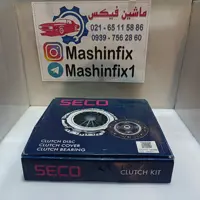 ماشین فیکس
021 - 65 11 58 86
0939 - 756 28 60
Mashinfix
Mashinfix1
SECO
CLUTCH DISC
CLUTCH COVER
CLUTCH BEARING
SECO
CLUTCH KIT